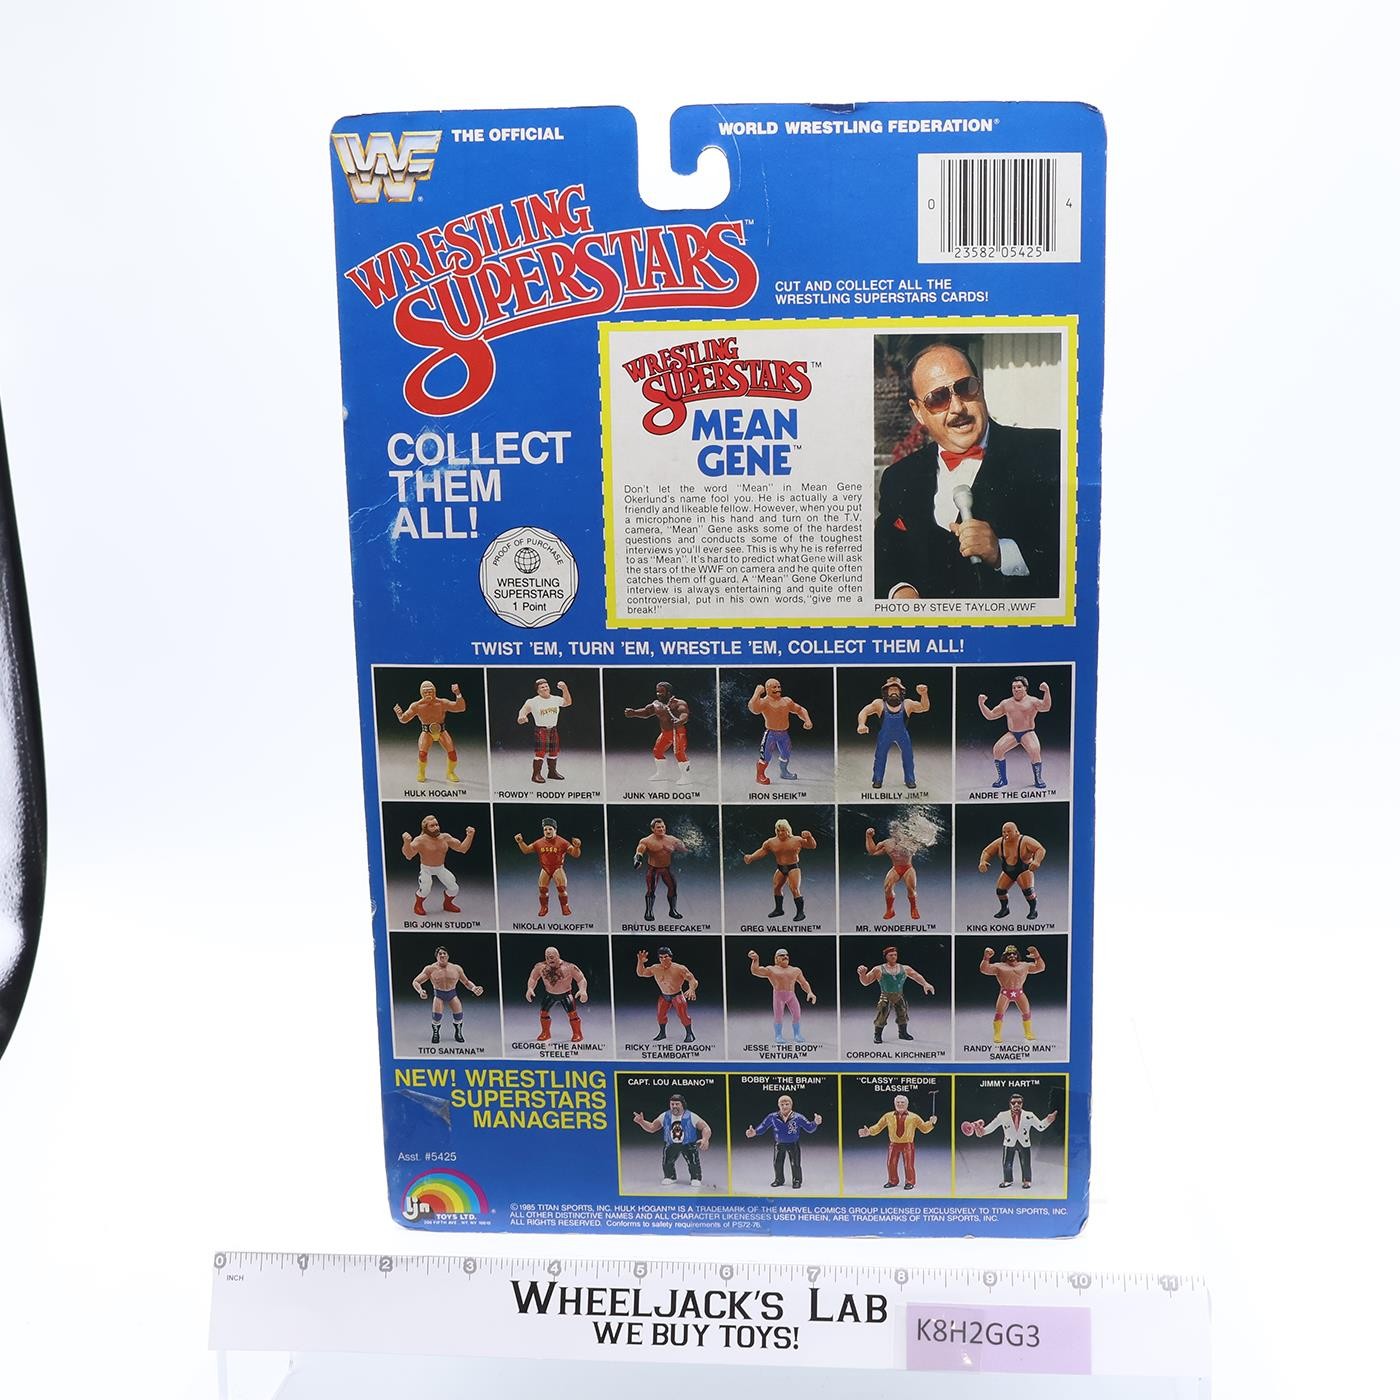 WF
®
THE OFFICIAL
WORLD WRESTLING FEDERATION®
WRESTLING
SUPERSTARS™
0
4
23582 05425
CUT AND COLLECT ALL THE
WRESTLING SUPERSTARS CARDS!
WRESTLING
SUPERSTARS™
MEAN
GENE™
Don't let the word "Mean" in Mean Gene
Okerlund's name fool you. He is actually a very
friendly and likeable fellow. However, when you put
a microphone in his hand and turn on the T.V.
camera, "Mean" Gene asks some of the hardest
questions and conducts some of the toughest
interviews you'll ever see. This is why he is referred
to as "Mean". It's hard to predict what Gene will ask
the stars of the WWF on camera and he quite often
catches them off guard. A "Mean" Gene Okerlund
interview is always entertaining and quite often
controversial, put in his own words,"give me a
break!"
PHOTO BY STEVE TAYLOR ,WWF
COLLECT
THEM
ALL!
PROOF OF PURCHASE
WRESTLING
SUPERSTARS
1 Point
TWIST 'EM, TURN 'EM, WRESTLE 'EM, COLLECT THEM ALL!
HULK HOGAN™
"ROWDY" RODDY PIPER™
JUNK YARD DOG™
IRON SHEIK™
HILLBILLY JIM™
ANDRE THE GIANT™
BIG JOHN STUDD™
NIKOLAI VOLKOFF™
BRUTUS BEEFCAKE™
GREG VALENTINE™
MR. WONDERFUL™
KING KONG BUNDY™
TITO SANTANA™
GEORGE "THE ANIMAL"
STEELE™
RICKY "THE DRAGON"
STEAMBOAT™
JESSE "THE BODY"
VENTURA™
CORPORAL KIRCHNER™
RANDY "MACHO MAN"
SAVAGE™
NEW! WRESTLING
SUPERSTARS
MANAGERS
CAPT. LOU ALBANO™
BOBBY "THE BRAIN"
HEENAN™
"CLASSY" FREDDIE
BLASSIE™
JIMMY HART™
Asst. #5425
ljn
TOYS LTD.
200 FIFTH AVE. NY. NY 10010
®
©1985 TITAN SPORTS, INC. HULK HOGAN™ IS A TRADEMARK OF THE MARVEL COMICS GROUP LICENSED EXCLUSIVELY TO TITAN SPORTS, INC.
ALL OTHER DISTINCTIVE NAMES AND ALL CHARACTER LIKENESSES USED HEREIN, ARE TRADEMARKS OF TITAN SPORTS, INC.
ALL RIGHTS RESERVED. Conforms to safety requirements of PS72-76.
0 1 2 3 4 5 6 7 8 9 10 11
INCH
WHEELJACK'S LAB
WE BUY TOYS!
K8H2GG3